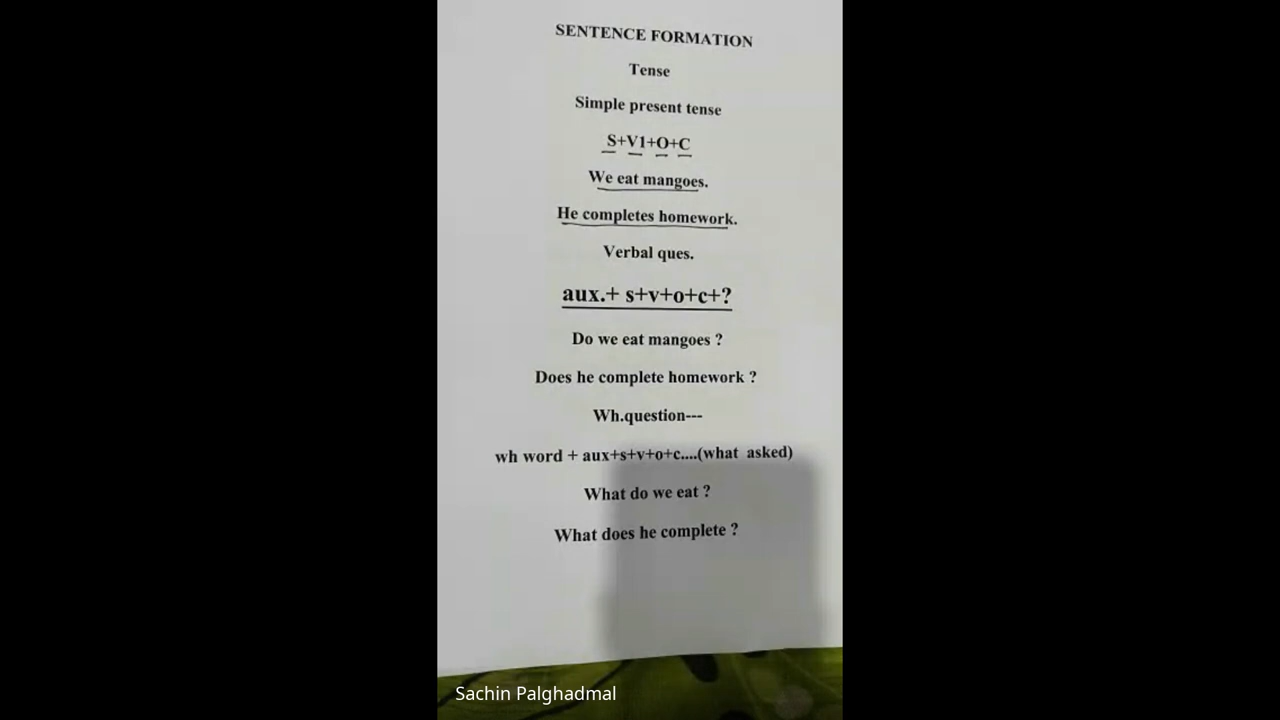 SENTENCE FORMATION
Tense
Simple present tense
S+V1+O+C
We eat mangoes.
He completes homework.
Verbal ques.
aux.+ s+v+o+c+?
Do we eat mangoes ?
Does he complete homework ?
Wh.question---
wh word + aux+s+v+o+c....(what asked)
What do we eat ?
What does he complete ?
Sachin Palghadmal